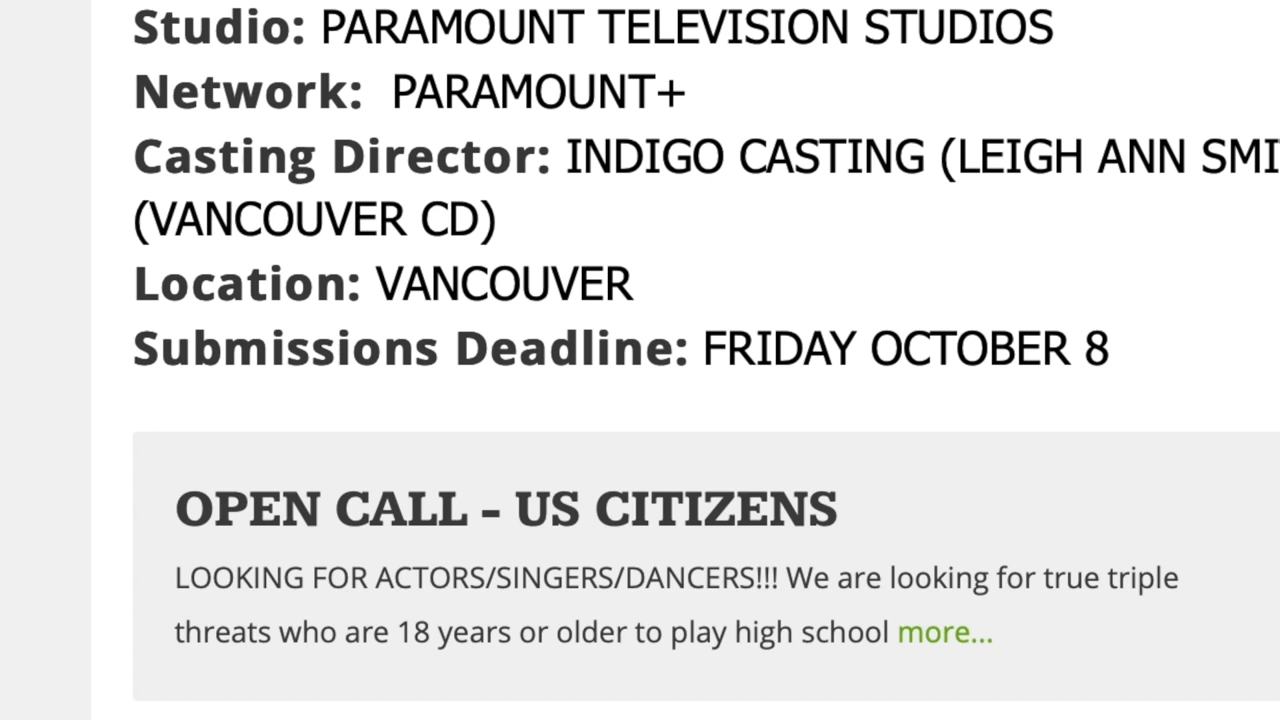 Studio: PARAMOUNT TELEVISION STUDIOS
Network: PARAMOUNT+
Casting Director: INDIGO CASTING (LEIGH ANN
(VANCOUVER CD)
Location: VANCOUVER
Submissions Deadline: FRIDAY OCTOBER 8
OPEN CALL - US CITIZENS
LOOKING FOR ACTORS/SINGERS/DANCERS!!! We are looking for true triple
threats who are 18 years or older to play high school more...